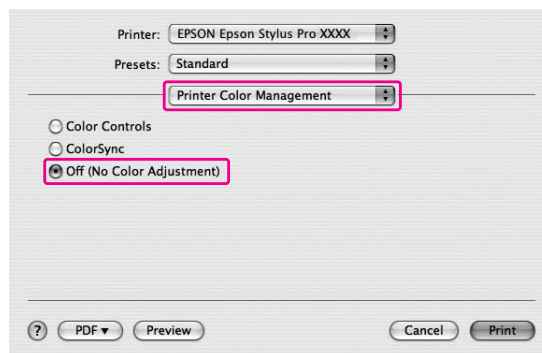 Printer: EPSON Epson Stylus Pro XXXX
Presets: Standard
Printer Color Management
Color Controls
ColorSync
Off (No Color Adjustment)
? PDF▼ Preview Cancel Print